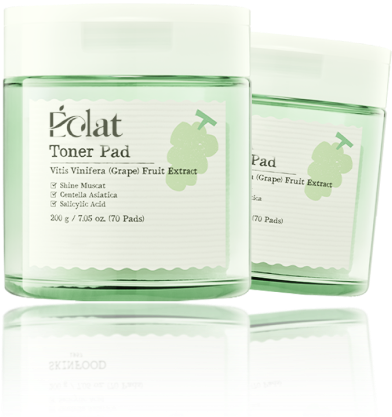 Éclat
Toner Pad
Vitis Vinifera (Grape) Fruit Extract
Shine Muscat
Centella Asiatica
Salicylic Acid
200 g / 7.05 oz. (70 Pads)
Pad
(Grape) Fruit Extract
(70 Pads)
SKINFOOD